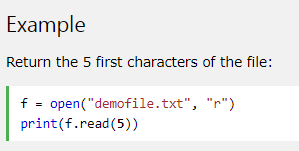 Example
Return the 5 first characters of the file:
f = open("demofile.txt", "r")
print(f.read(5))